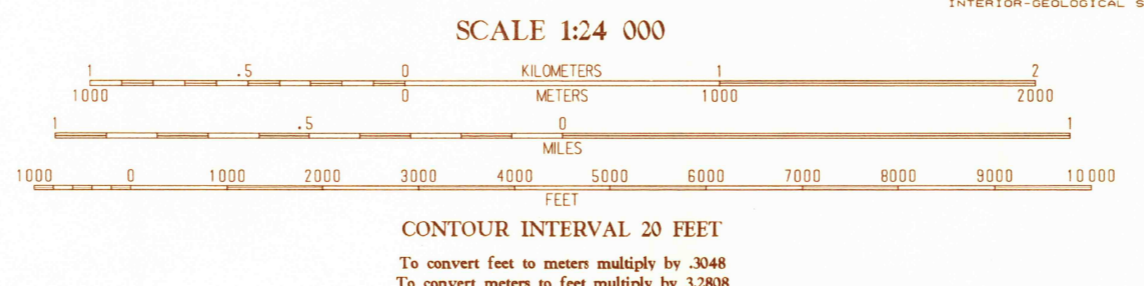 INTERIOR-GEOLOGICAL S
SCALE 1:24 000
1 .5 0 KILOMETERS 1 2
1000 0 METERS 1000 2000
1 .5 0 1
MILES
1000 0 1000 2000 3000 4000 5000 6000 7000 8000 9000 10 000
FEET
CONTOUR INTERVAL 20 FEET
To convert feet to meters multiply by .3048
To convert meters to feet multiply by 3.2808